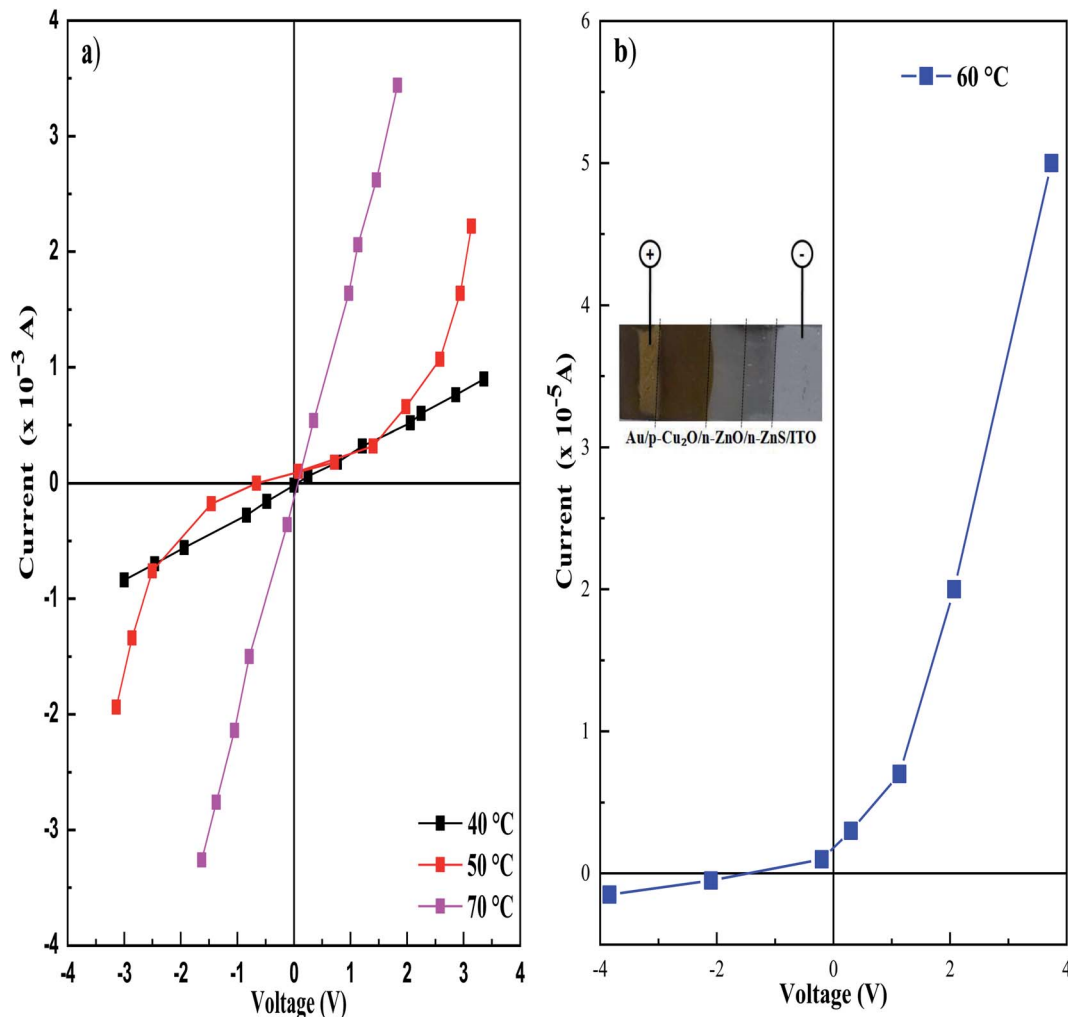 a)
Current (x 10⁻³ A)
4
3
2
1
0
-1
-2
-3
-4
-4 -3 -2 -1 0 1 2 3 4
Voltage (V)
40 °C
50 °C
70 °C
b)
60 °C
Current (x 10⁻⁵A)
6
5
4
3
2
1
0
-4 -2 0 2 4
Voltage (V)
+ -
Au/p-Cu₂O/n-ZnO/n-ZnS/ITO